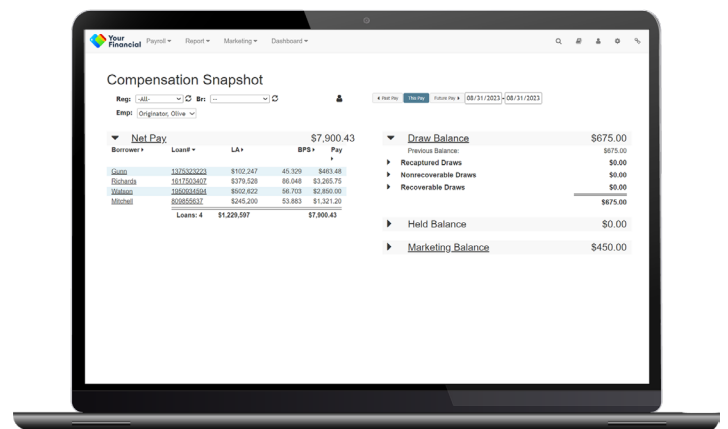 Your
Financial
Payroll Report Marketing Dashboard
Compensation Snapshot
Reg: -All- Br: --
Past Pay This Pay Future Pay 08/31/2023 - 08/31/2023
Emp: Originator, Olive
Net Pay $7,900.43
Borrower Loan# LA BPS Pay
Gunn 1375323223 $102,247 45.329 $463.48
Richards 1617503407 $379,528 86.048 $3,265.75
Watson 1950934594 $502,622 56.703 $2,850.00
Mitchell 809855637 $245,200 53.883 $1,321.20
Loans: 4 $1,229,597 $7,900.43
Draw Balance $675.00
Previous Balance: $675.00
Recaptured Draws $0.00
Nonrecoverable Draws $0.00
Recoverable Draws $0.00
$675.00
Held Balance $0.00
Marketing Balance $450.00